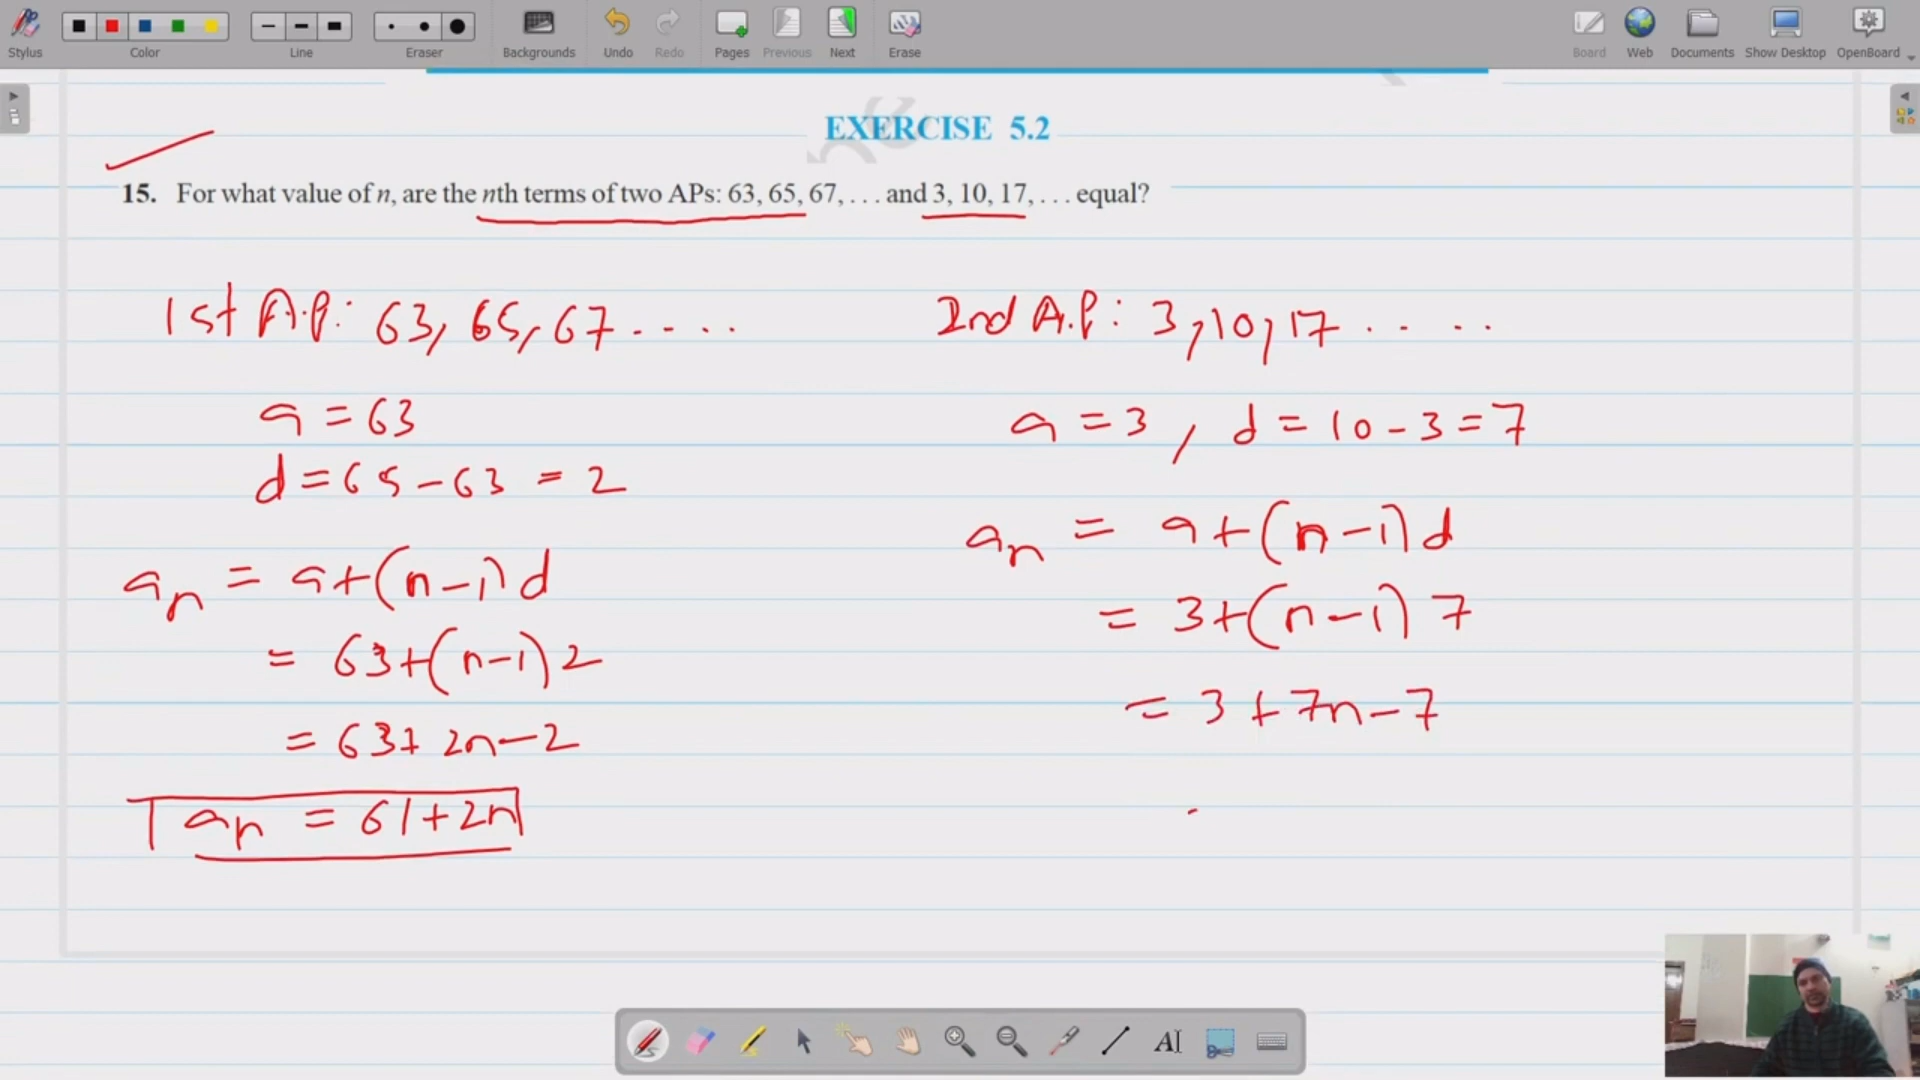 Stylus Color Line Eraser Backgrounds Undo Redo Pages Previous Next Erase Board Web Documents Show Desktop OpenBoard
EXERCISE 5.2
15. For what value of n, are the nth terms of two APs: 63, 65, 67, . . . and 3, 10, 17, . . . equal?
1st A.P: 63, 65, 67 . . . .
a = 63
d = 65 - 63 = 2
an = a+(n-1)d
= 63+(n-1)2
= 63+2n-2
an = 61+2n
2nd A.P: 3, 10, 17 . . . .
a = 3, d = 10-3 = 7
an = a+(n-1)d
= 3+(n-1)7
= 3+7n-7
AI